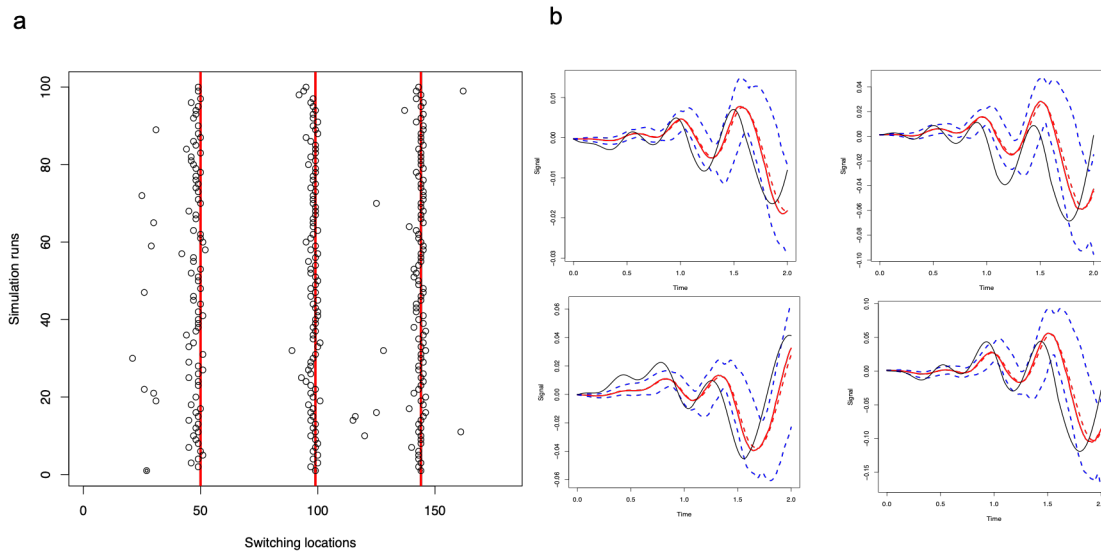 a
b
100
80
60
40
20
0
Simulation runs
0 50 100 150
Switching locations
0.01
0.00
-0.01
-0.02
-0.03
Signal
0.0 0.5 1.0 1.5 2.0
Time
0.04
0.02
0.00
-0.02
-0.04
-0.06
-0.08
-0.10
Signal
0.0 0.5 1.0 1.5 2.0
Time
0.06
0.04
0.02
0.00
-0.02
-0.04
-0.06
Signal
0.0 0.5 1.0 1.5 2.0
Time
0.10
0.05
0.00
-0.05
-0.10
-0.15
Signal
0.0 0.5 1.0 1.5 2.0
Time